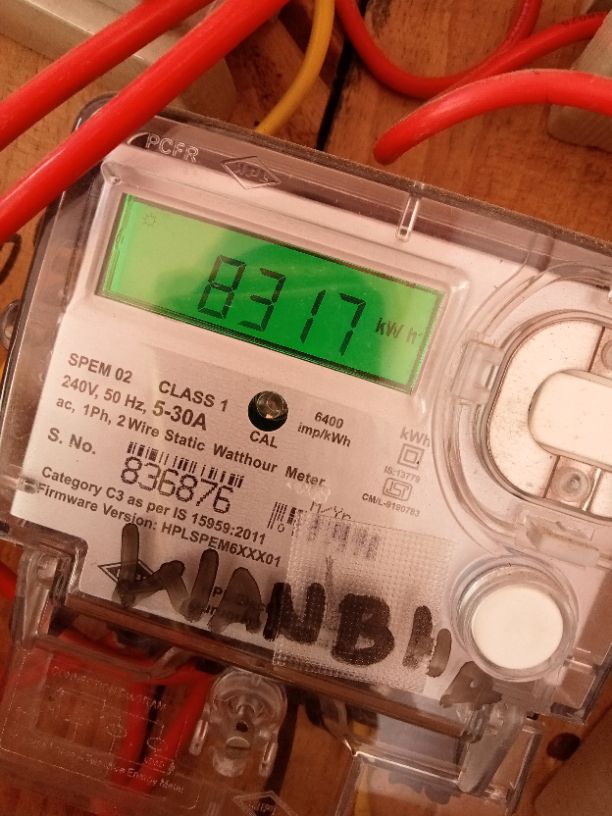 PCFR
HPL
8317 kWh
SPEM 02 CLASS 1
240V, 50 Hz, 5-30A
ac, 1Ph, 2 Wire Static Watthour Meter
CAL
6400
imp/kWh
kWh
IS:13779
CM/L-9190783
S. No.
836876
Category C3 as per IS 15959:2011
Firmware Version: HPLSPEM6XXX01